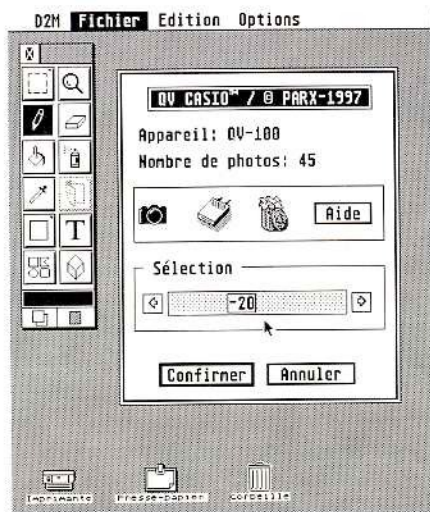 D2M Fichier Edition Options
QV CASIO™ / © PARX-1997
Appareil: QV-100
Nombre de photos: 45
Aide
Sélection
-20
Confirmer Annuler
T
Imprimante Presse-papier Corbeille